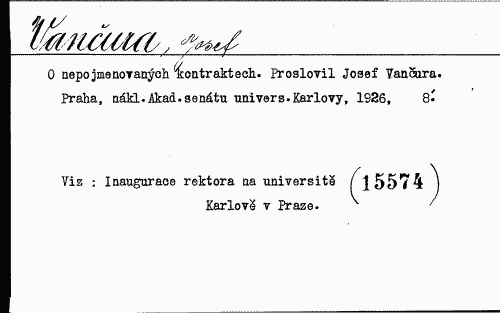 Vančura, Josef
O nepojmenovaných kontraktech. Proslovil Josef Vančura.
Praha, nákl.Akad.senátu univers.Karlovy, 1926, 8.°
Viz : Inaugurace rektora na universitě (15574)
Karlově v Praze.